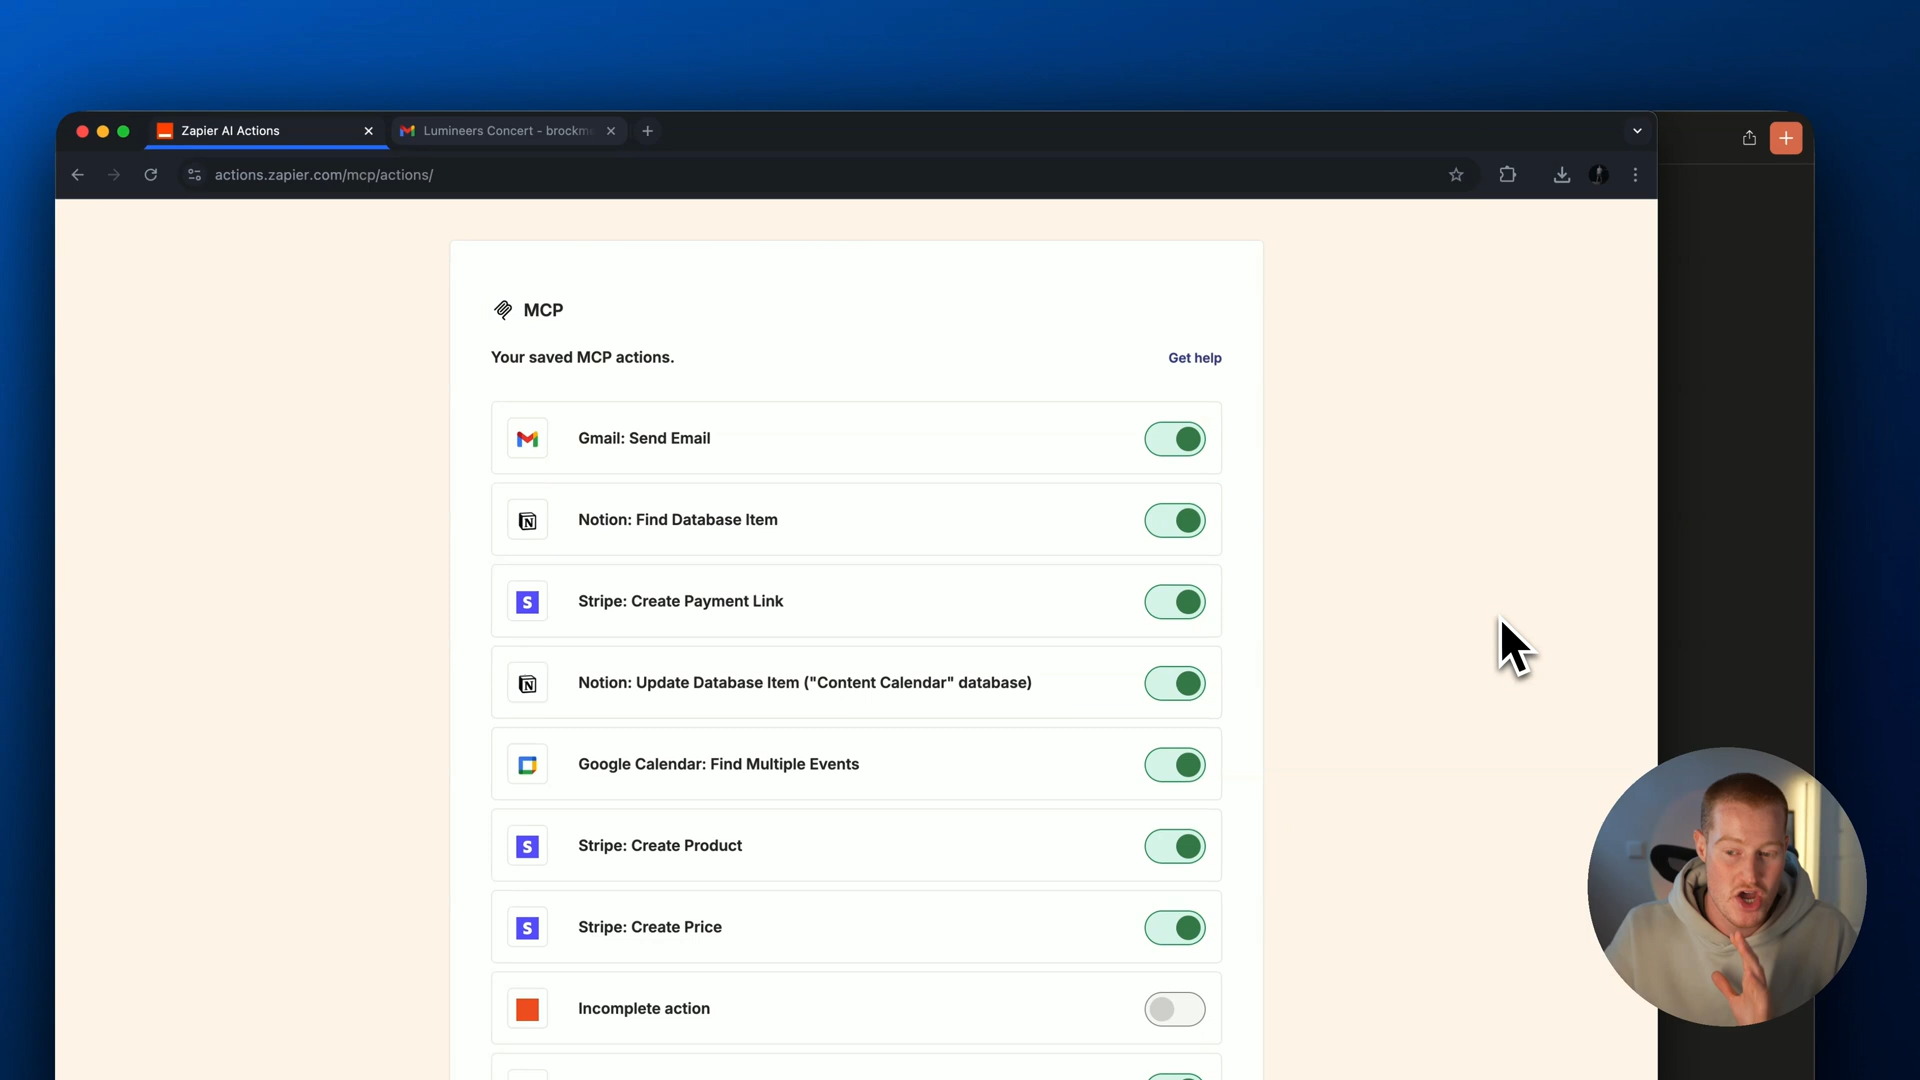 Zapier AI Actions
Lumineers Concert - brockme
actions.zapier.com/mcp/actions/
MCP
Your saved MCP actions.
Get help
Gmail: Send Email
Notion: Find Database Item
Stripe: Create Payment Link
Notion: Update Database Item ("Content Calendar" database)
Google Calendar: Find Multiple Events
Stripe: Create Product
Stripe: Create Price
Incomplete action